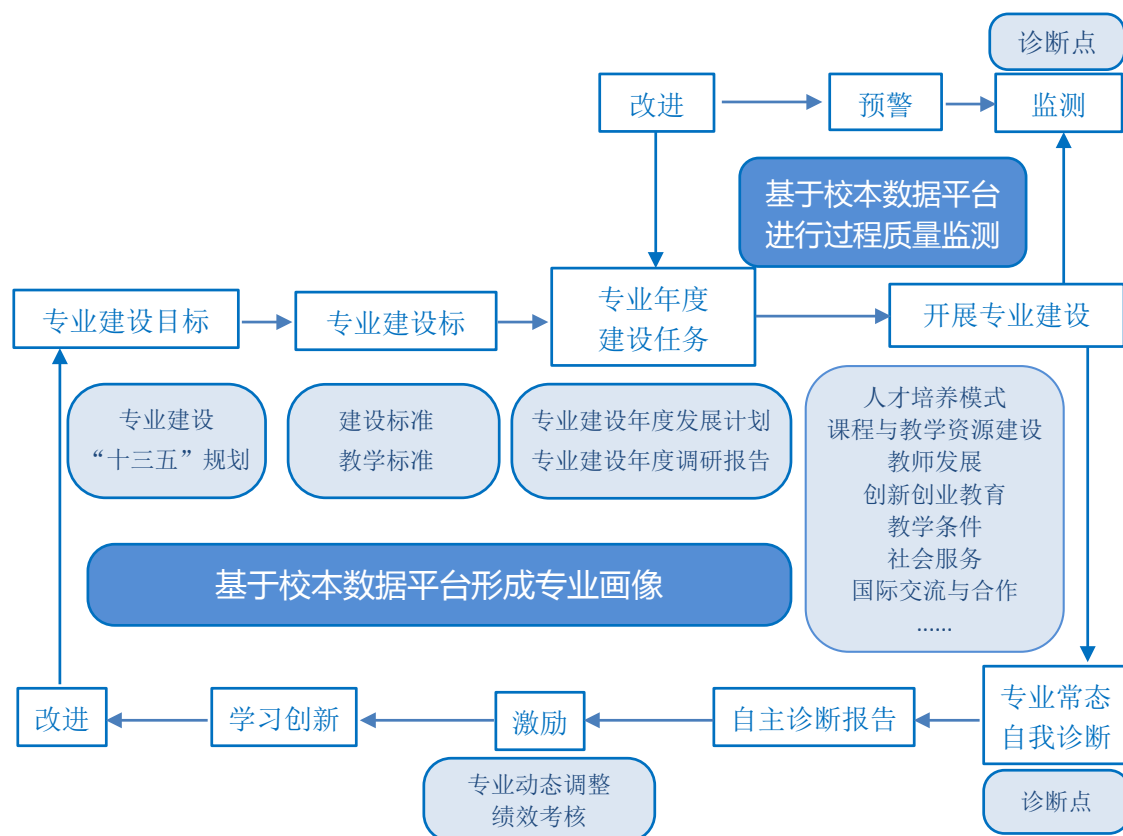 诊断点
改进
预警
监测
基于校本数据平台
进行过程质量监测
专业建设目标
专业建设标
专业年度
建设任务
开展专业建设
专业建设
“十三五”规划
建设标准
教学标准
专业建设年度发展计划
专业建设年度调研报告
人才培养模式
课程与教学资源建设
教师发展
创新创业教育
教学条件
社会服务
国际交流与合作
......
基于校本数据平台形成专业画像
改进
学习创新
激励
自主诊断报告
专业常态
自我诊断
专业动态调整
绩效考核
诊断点